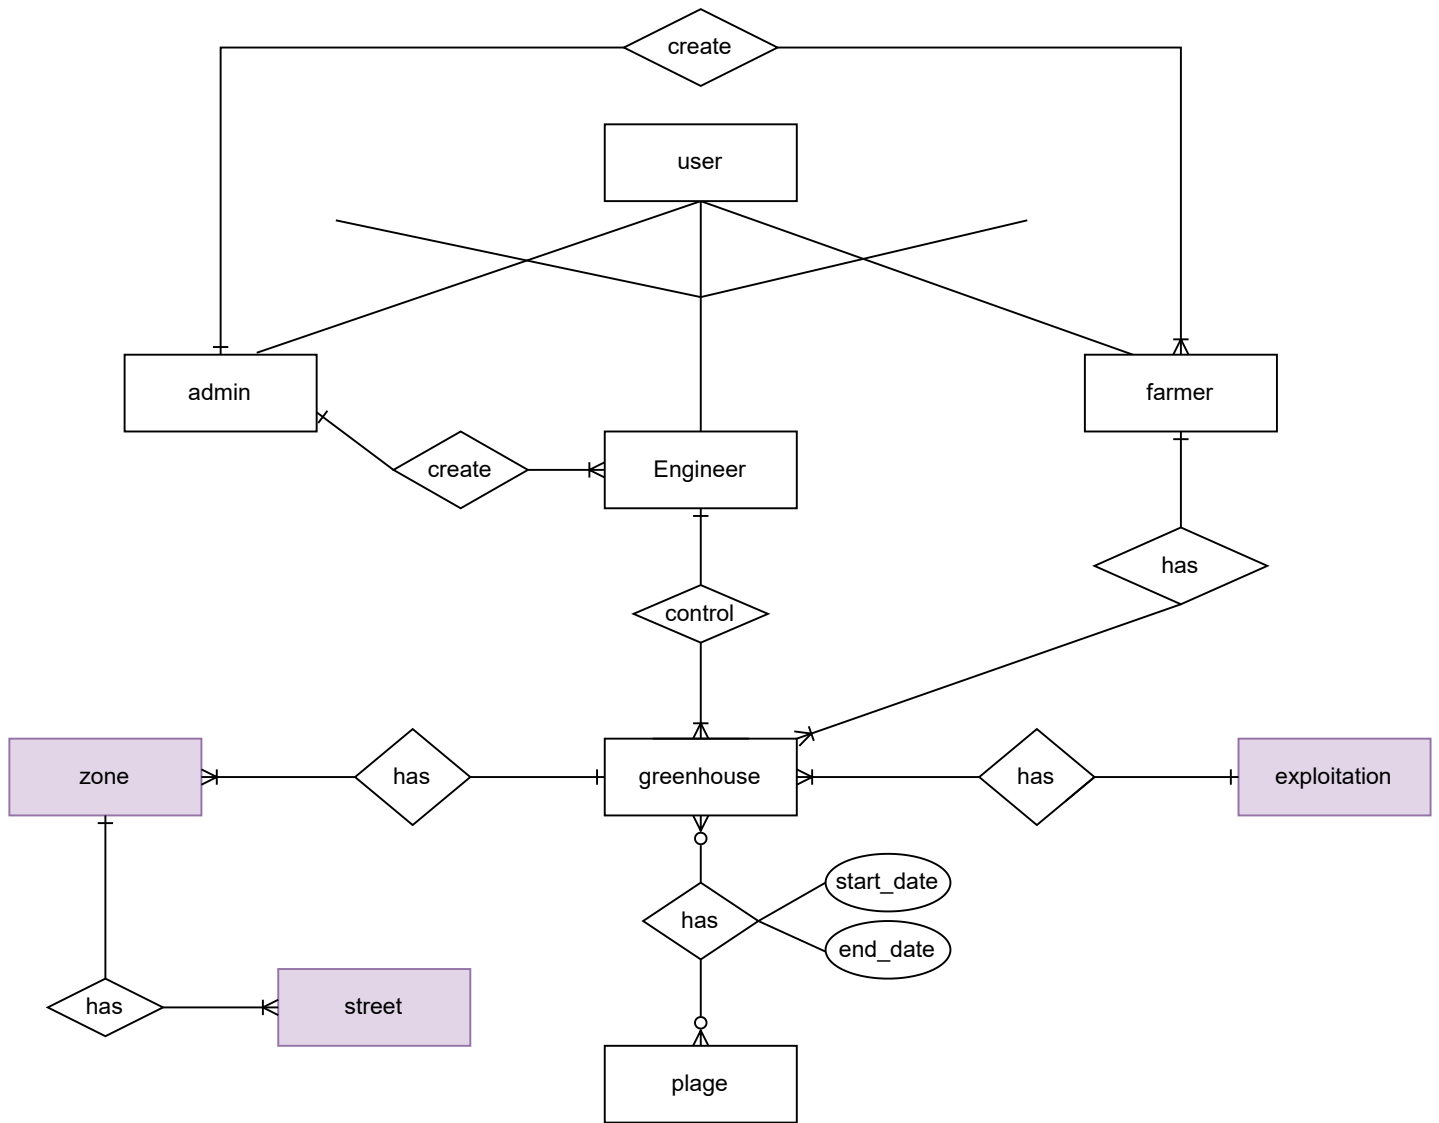 create
user
admin
farmer
create
Engineer
has
control
zone
has
greenhouse
has
exploitation
start_date
has
end_date
has
street
plage